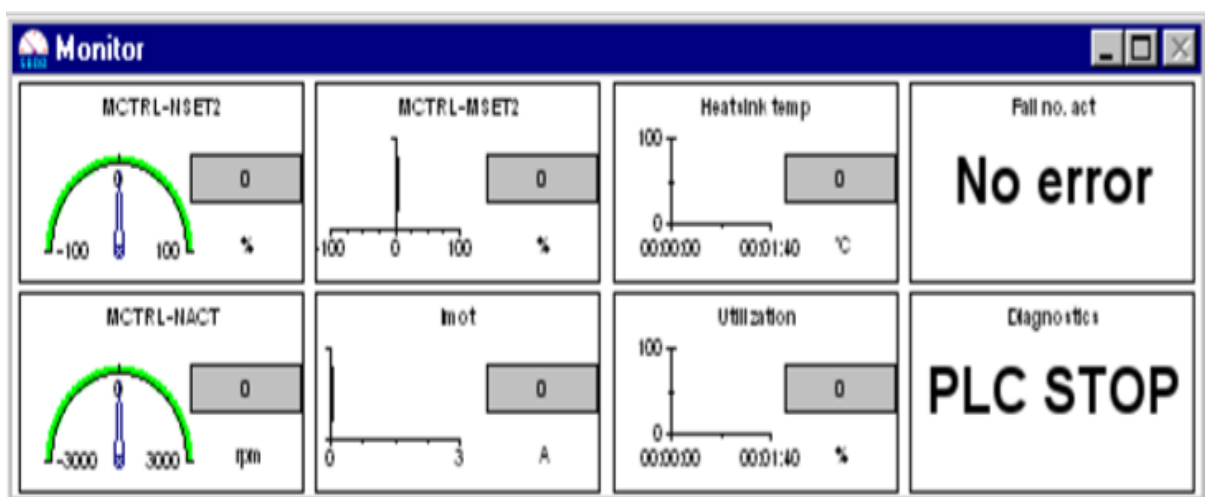 Monitor
MCTRL-NSET2
0
-100
100
0
%
MCTRL-MSET2
-100
0
100
0
%
Heatsink temp
100
0
00:00:00
00:01:40
0
°C
Fail no. act
No error
MCTRL-NACT
0
-3000
3000
0
rpm
Imot
0
3
0
A
Utilization
100
0
00:00:00
00:01:40
0
%
Diagnostics
PLC STOP